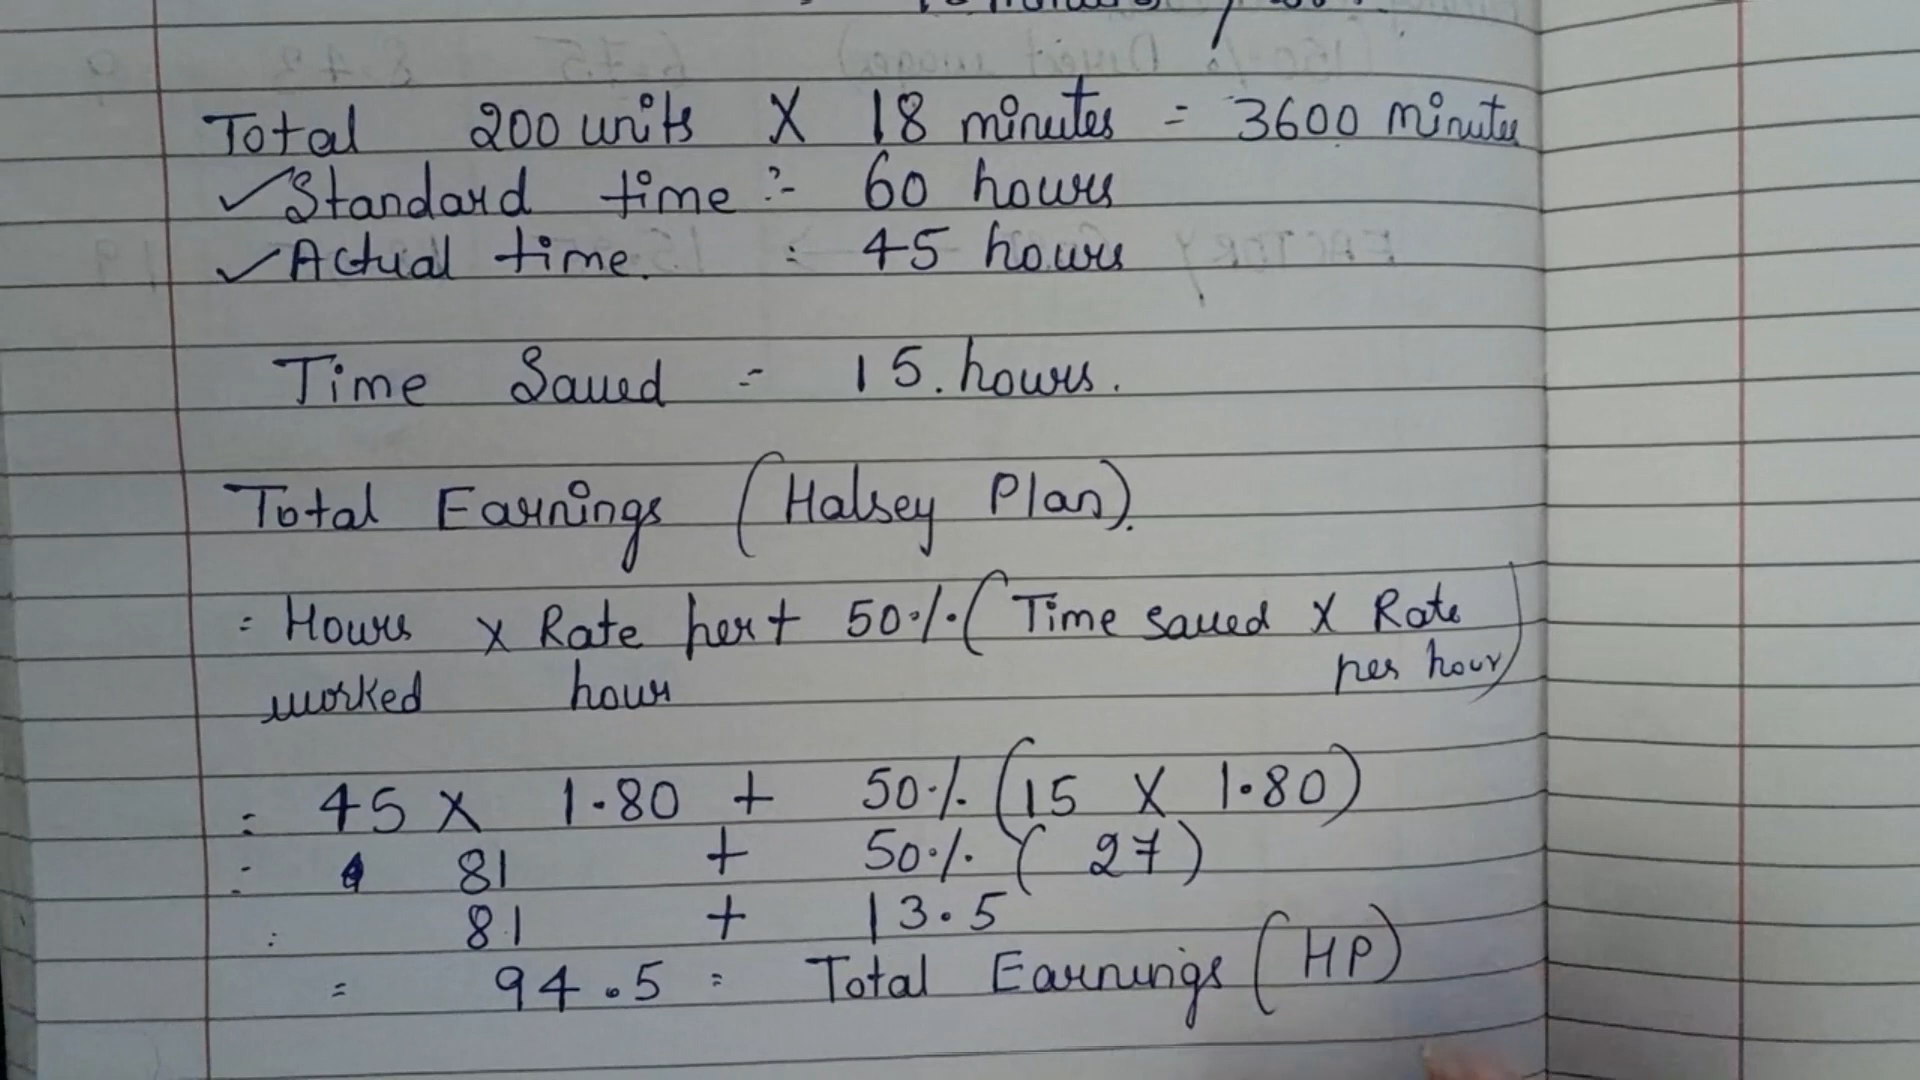 Total 200 units X 18 minutes = 3600 minutes
✓Standard time :- 60 hours
✓Actual time. : 45 hours
Time Saved = 15. hours.
Total Earnings (Halsey Plan).
= Hours X Rate per + 50% (Time saved X Rate
worked hour per hour)
= 45 X 1.80 + 50% (15 X 1.80)
= 81 + 50% (27)
: 81 + 13.5
= 94.5 = Total Earnings (HP)